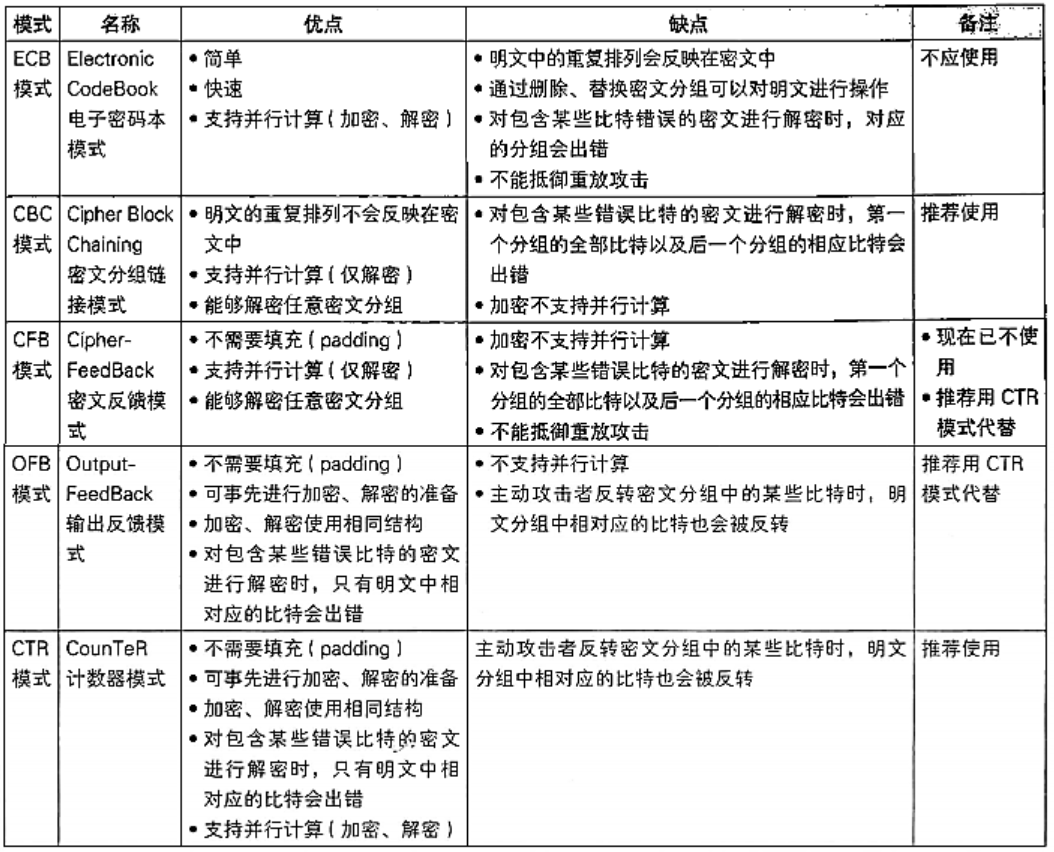 模式 名称 优点 缺点 备注
ECB 模式
Electronic
CodeBook
电子密码本
模式
• 简单
• 快速
• 支持并行计算(加密、解密)
• 明文中的重复排列会反映在密文中
• 通过删除、替换密文分组可以对明文进行操作
• 对包含某些比特错误的密文进行解密时，对应
的分组会出错
• 不能抵御重放攻击
不应使用
CBC
模式
Cipher Block
Chaining
密文分组链
接模式
• 明文的重复排列不会反映在密
文中
• 支持并行计算(仅解密)
• 能够解密任意密文分组
• 对包含某些错误比特的密文进行解密时，第一
个分组的全部比特以及后一个分组的相应比特会
出错
• 加密不支持并行计算
推荐使用
CFB
模式
Cipher-
FeedBack
密文反馈模
式
• 不需要填充(padding)
• 支持并行计算(仅解密)
• 能够解密任意密文分组
• 加密不支持并行计算
• 对包含某些错误比特的密文进行解密时，第一个
分组的全部比特以及后一个分组的相应比特会出错
• 不能抵御重放攻击
• 现在已不使
用
• 推荐用 CTR
模式代替
OFB
模式
Output-
FeedBack
输出反馈模
式
• 不需要填充(padding)
• 可事先进行加密、解密的准备
• 加密、解密使用相同结构
• 对包含某些错误比特的密文
进行解密时，只有明文中相
对应的比特会出错
• 不支持并行计算
• 主动攻击者反转密文分组中的某些比特时，明
文分组中相对应的比特也会被反转
推荐用 CTR
模式代替
CTR
模式
CounTeR
计数器模式
• 不需要填充(padding)
• 可事先进行加密、解密的准备
• 加密、解密使用相同结构
• 对包含某些错误比特的密文
进行解密时，只有明文中相
对应的比特会出错
• 支持并行计算(加密、解密)
主动攻击者反转密文分组中的某些比特时，明文
分组中相对应的比特也会被反转
推荐使用